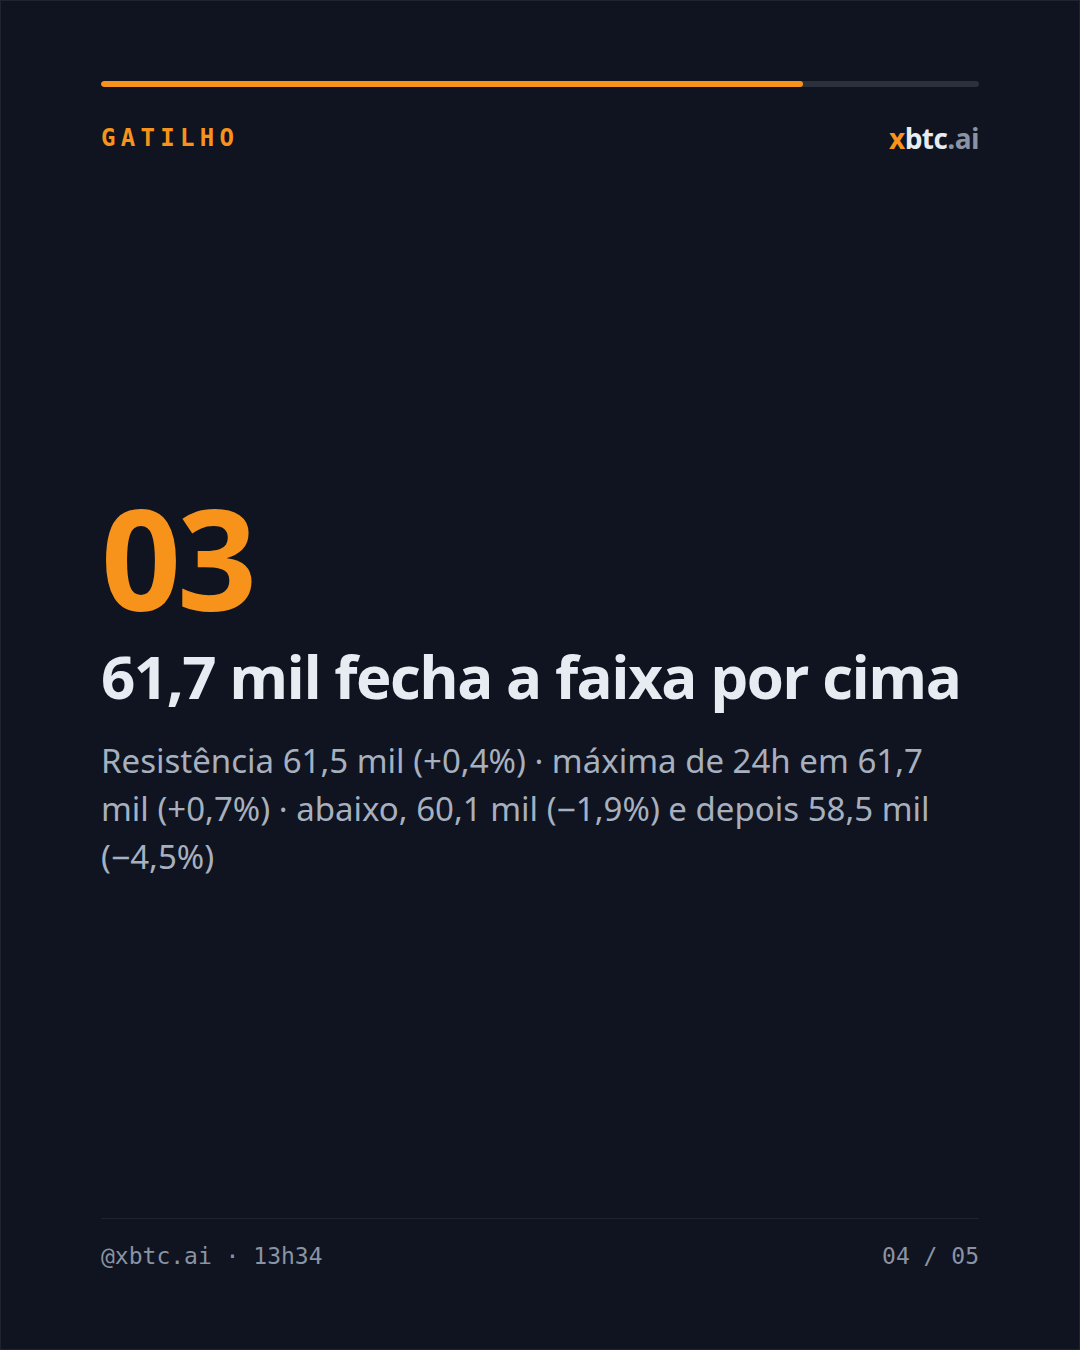 GATILHO
xbtc.ai
03
61,7 mil fecha a faixa por cima
Resistência 61,5 mil (+0,4%) · máxima de 24h em 61,7
mil (+0,7%) · abaixo, 60,1 mil (−1,9%) e depois 58,5 mil
(−4,5%)
@xbtc.ai · 13h34
04 / 05